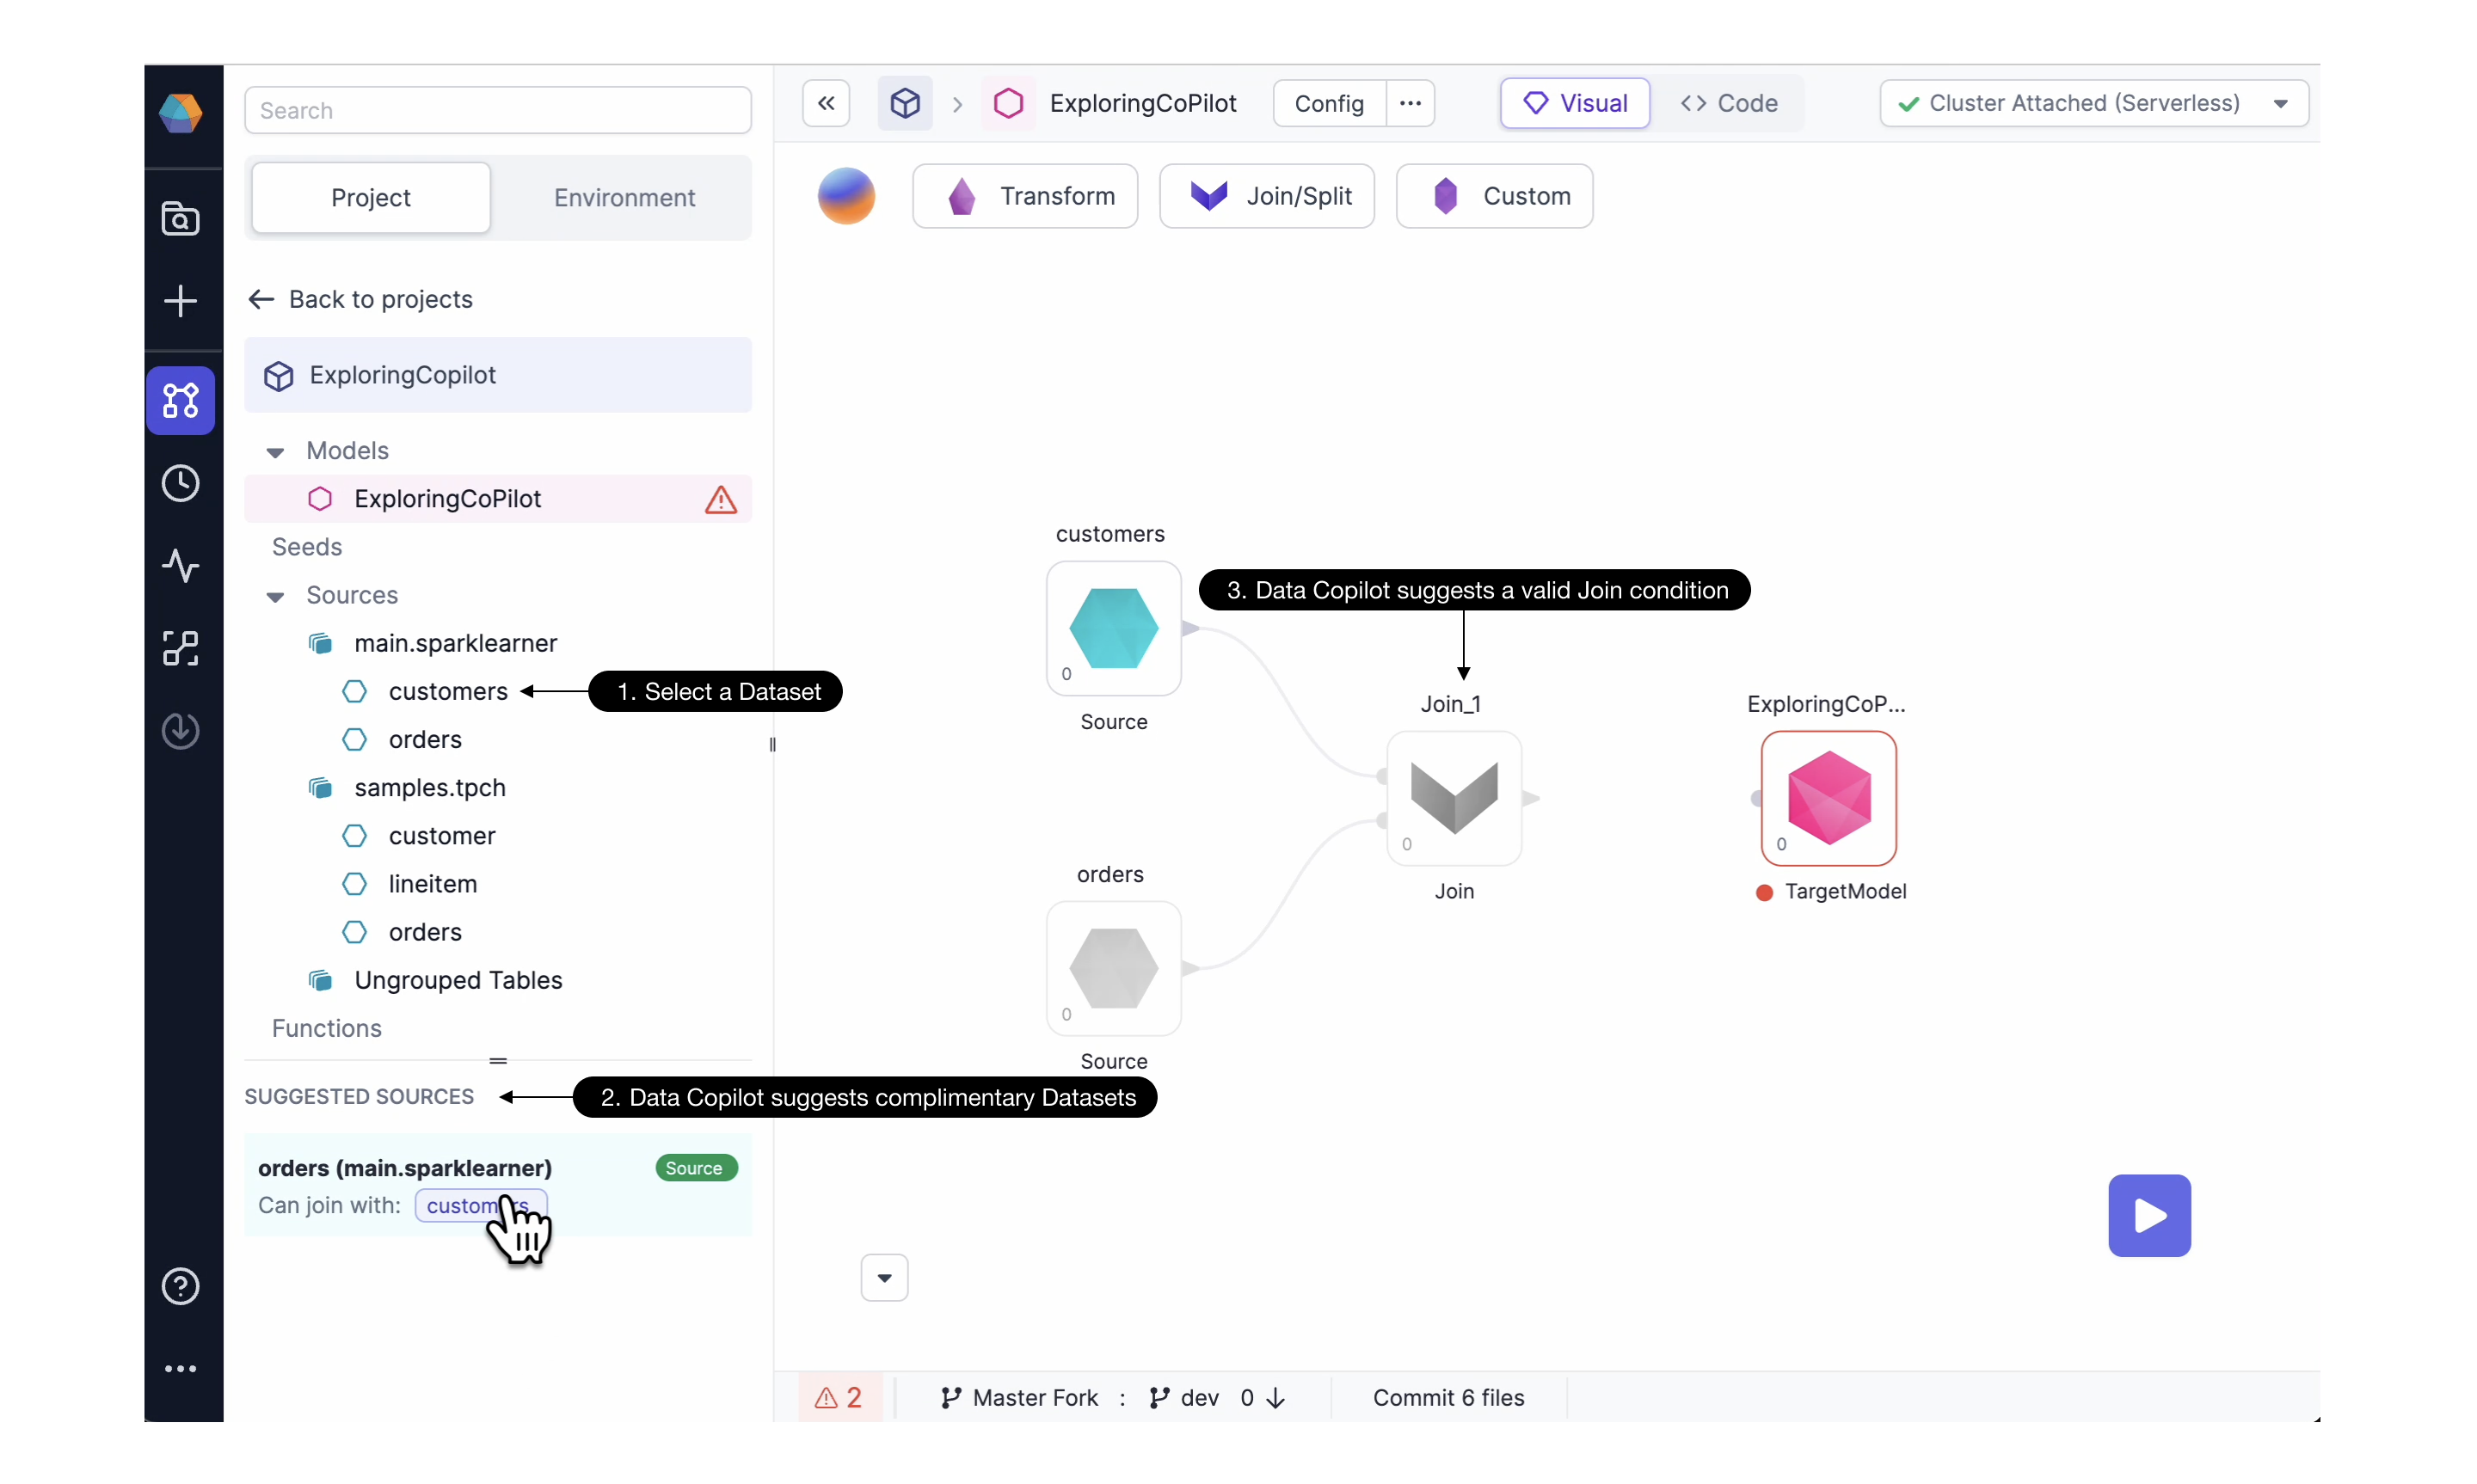 Search
Project
Environment
Back to projects
ExploringCopilot
Models
ExploringCoPilot
Seeds
Sources
main.sparklearner
customers
1. Select a Dataset
orders
samples.tpch
customer
lineitem
orders
Ungrouped Tables
Functions
SUGGESTED SOURCES
2. Data Copilot suggests complimentary Datasets
orders (main.sparklearner)
Source
Can join with: customers
ExploringCoPilot
Config
Visual
Code
Cluster Attached (Serverless)
Transform
Join/Split
Custom
customers
0
Source
3. Data Copilot suggests a valid Join condition
Join_1
0
Join
ExploringCoP...
0
TargetModel
orders
0
Source
2
Master Fork : dev 0
Commit 6 files